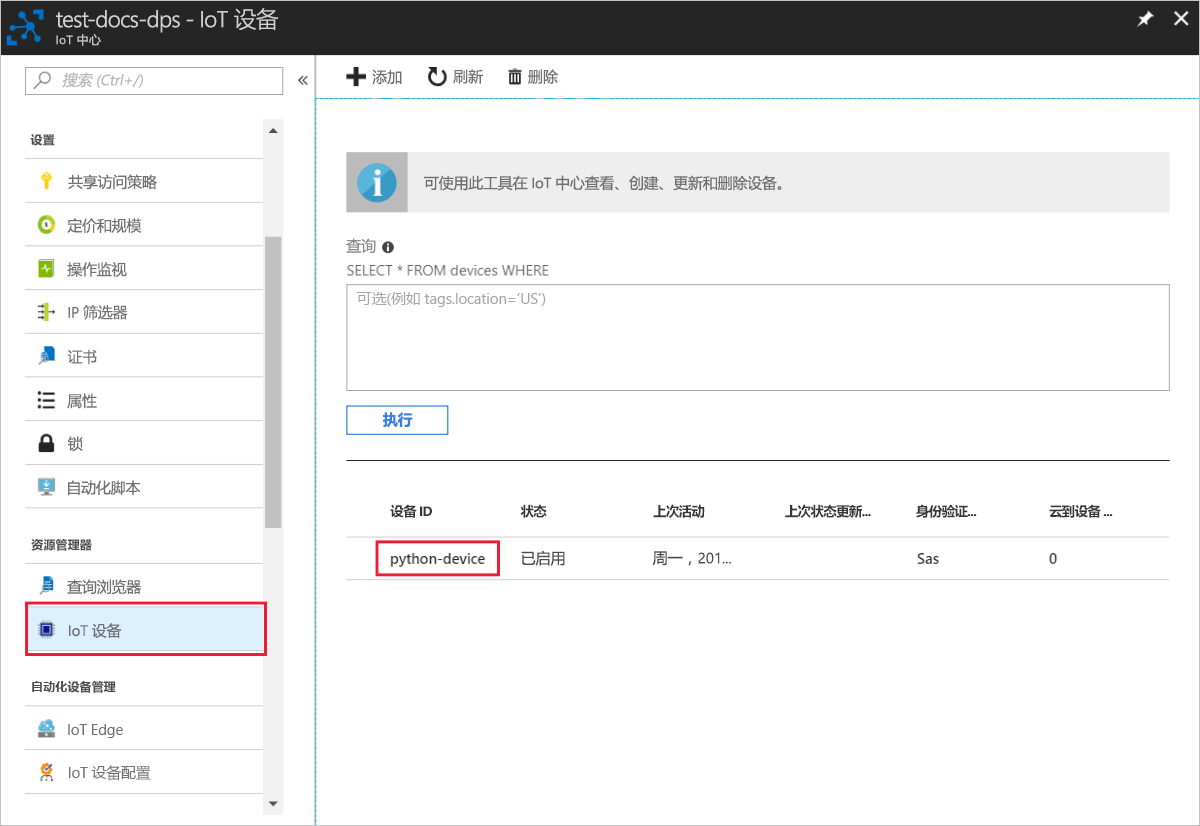 test-docs-dps - IoT 设备
IoT 中心
搜索 (Ctrl+/)
«
添加 刷新 删除
设置
共享访问策略
定价和规模
操作监视
IP 筛选器
证书
属性
锁
自动化脚本
资源管理器
查询浏览器
IoT 设备
自动化设备管理
IoT Edge
IoT 设备配置
可使用此工具在 IoT 中心查看、创建、更新和删除设备。
查询
SELECT * FROM devices WHERE
可选(例如 tags.location='US')
执行
设备 ID 状态 上次活动 上次状态更新... 身份验证... 云到设备 ...
python-device 已启用 周一，201... Sas 0